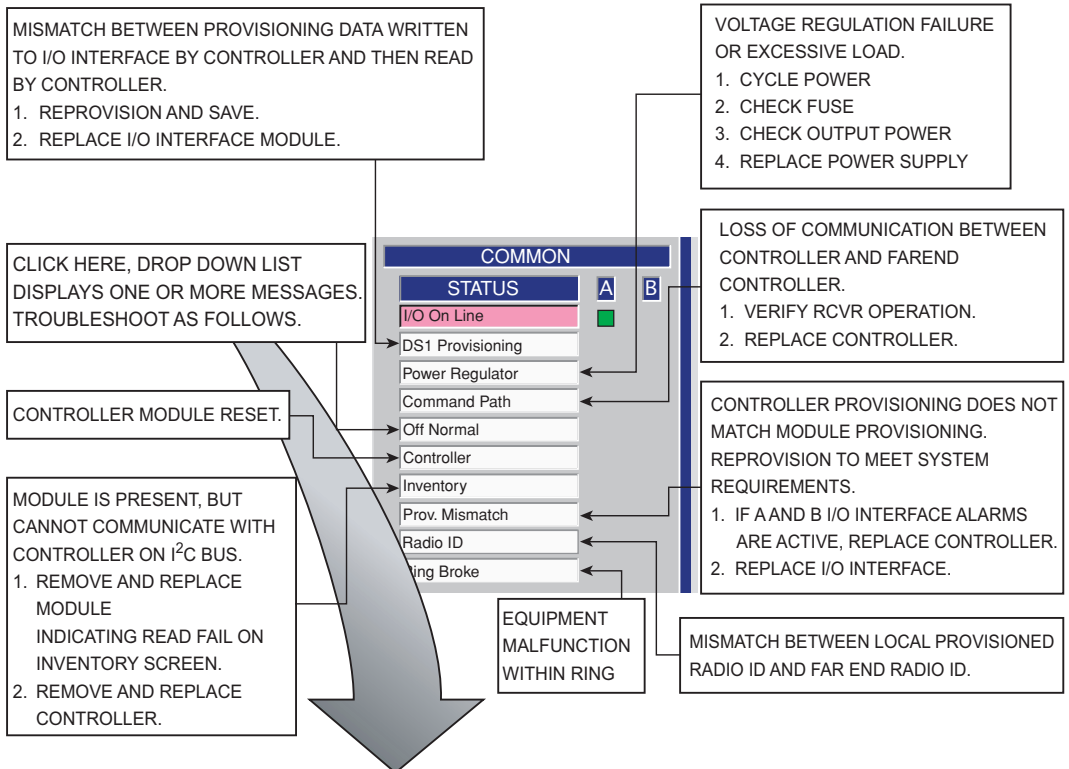 MISMATCH BETWEEN PROVISIONING DATA WRITTEN
TO I/O INTERFACE BY CONTROLLER AND THEN READ
BY CONTROLLER.
1. REPROVISION AND SAVE.
2. REPLACE I/O INTERFACE MODULE.
VOLTAGE REGULATION FAILURE
OR EXCESSIVE LOAD.
1. CYCLE POWER
2. CHECK FUSE
3. CHECK OUTPUT POWER
4. REPLACE POWER SUPPLY
CLICK HERE, DROP DOWN LIST
DISPLAYS ONE OR MORE MESSAGES.
TROUBLESHOOT AS FOLLOWS.
CONTROLLER MODULE RESET.
MODULE IS PRESENT, BUT
CANNOT COMMUNICATE WITH
CONTROLLER ON I²C BUS.
1. REMOVE AND REPLACE
MODULE
INDICATING READ FAIL ON
INVENTORY SCREEN.
2. REMOVE AND REPLACE
CONTROLLER.
COMMON
STATUS A B
I/O On Line
DS1 Provisioning
Power Regulator
Command Path
Off Normal
Controller
Inventory
Prov. Mismatch
Radio ID
Broke
LOSS OF COMMUNICATION BETWEEN
CONTROLLER AND FAREND
CONTROLLER.
1. VERIFY RCVR OPERATION.
2. REPLACE CONTROLLER.
CONTROLLER PROVISIONING DOES NOT
MATCH MODULE PROVISIONING.
REPROVISION TO MEET SYSTEM
REQUIREMENTS.
1. IF A AND B I/O INTERFACE ALARMS
ARE ACTIVE, REPLACE CONTROLLER.
2. REPLACE I/O INTERFACE.
EQUIPMENT
MALFUNCTION
WITHIN RING
MISMATCH BETWEEN LOCAL PROVISIONED
RADIO ID AND FAR END RADIO ID.